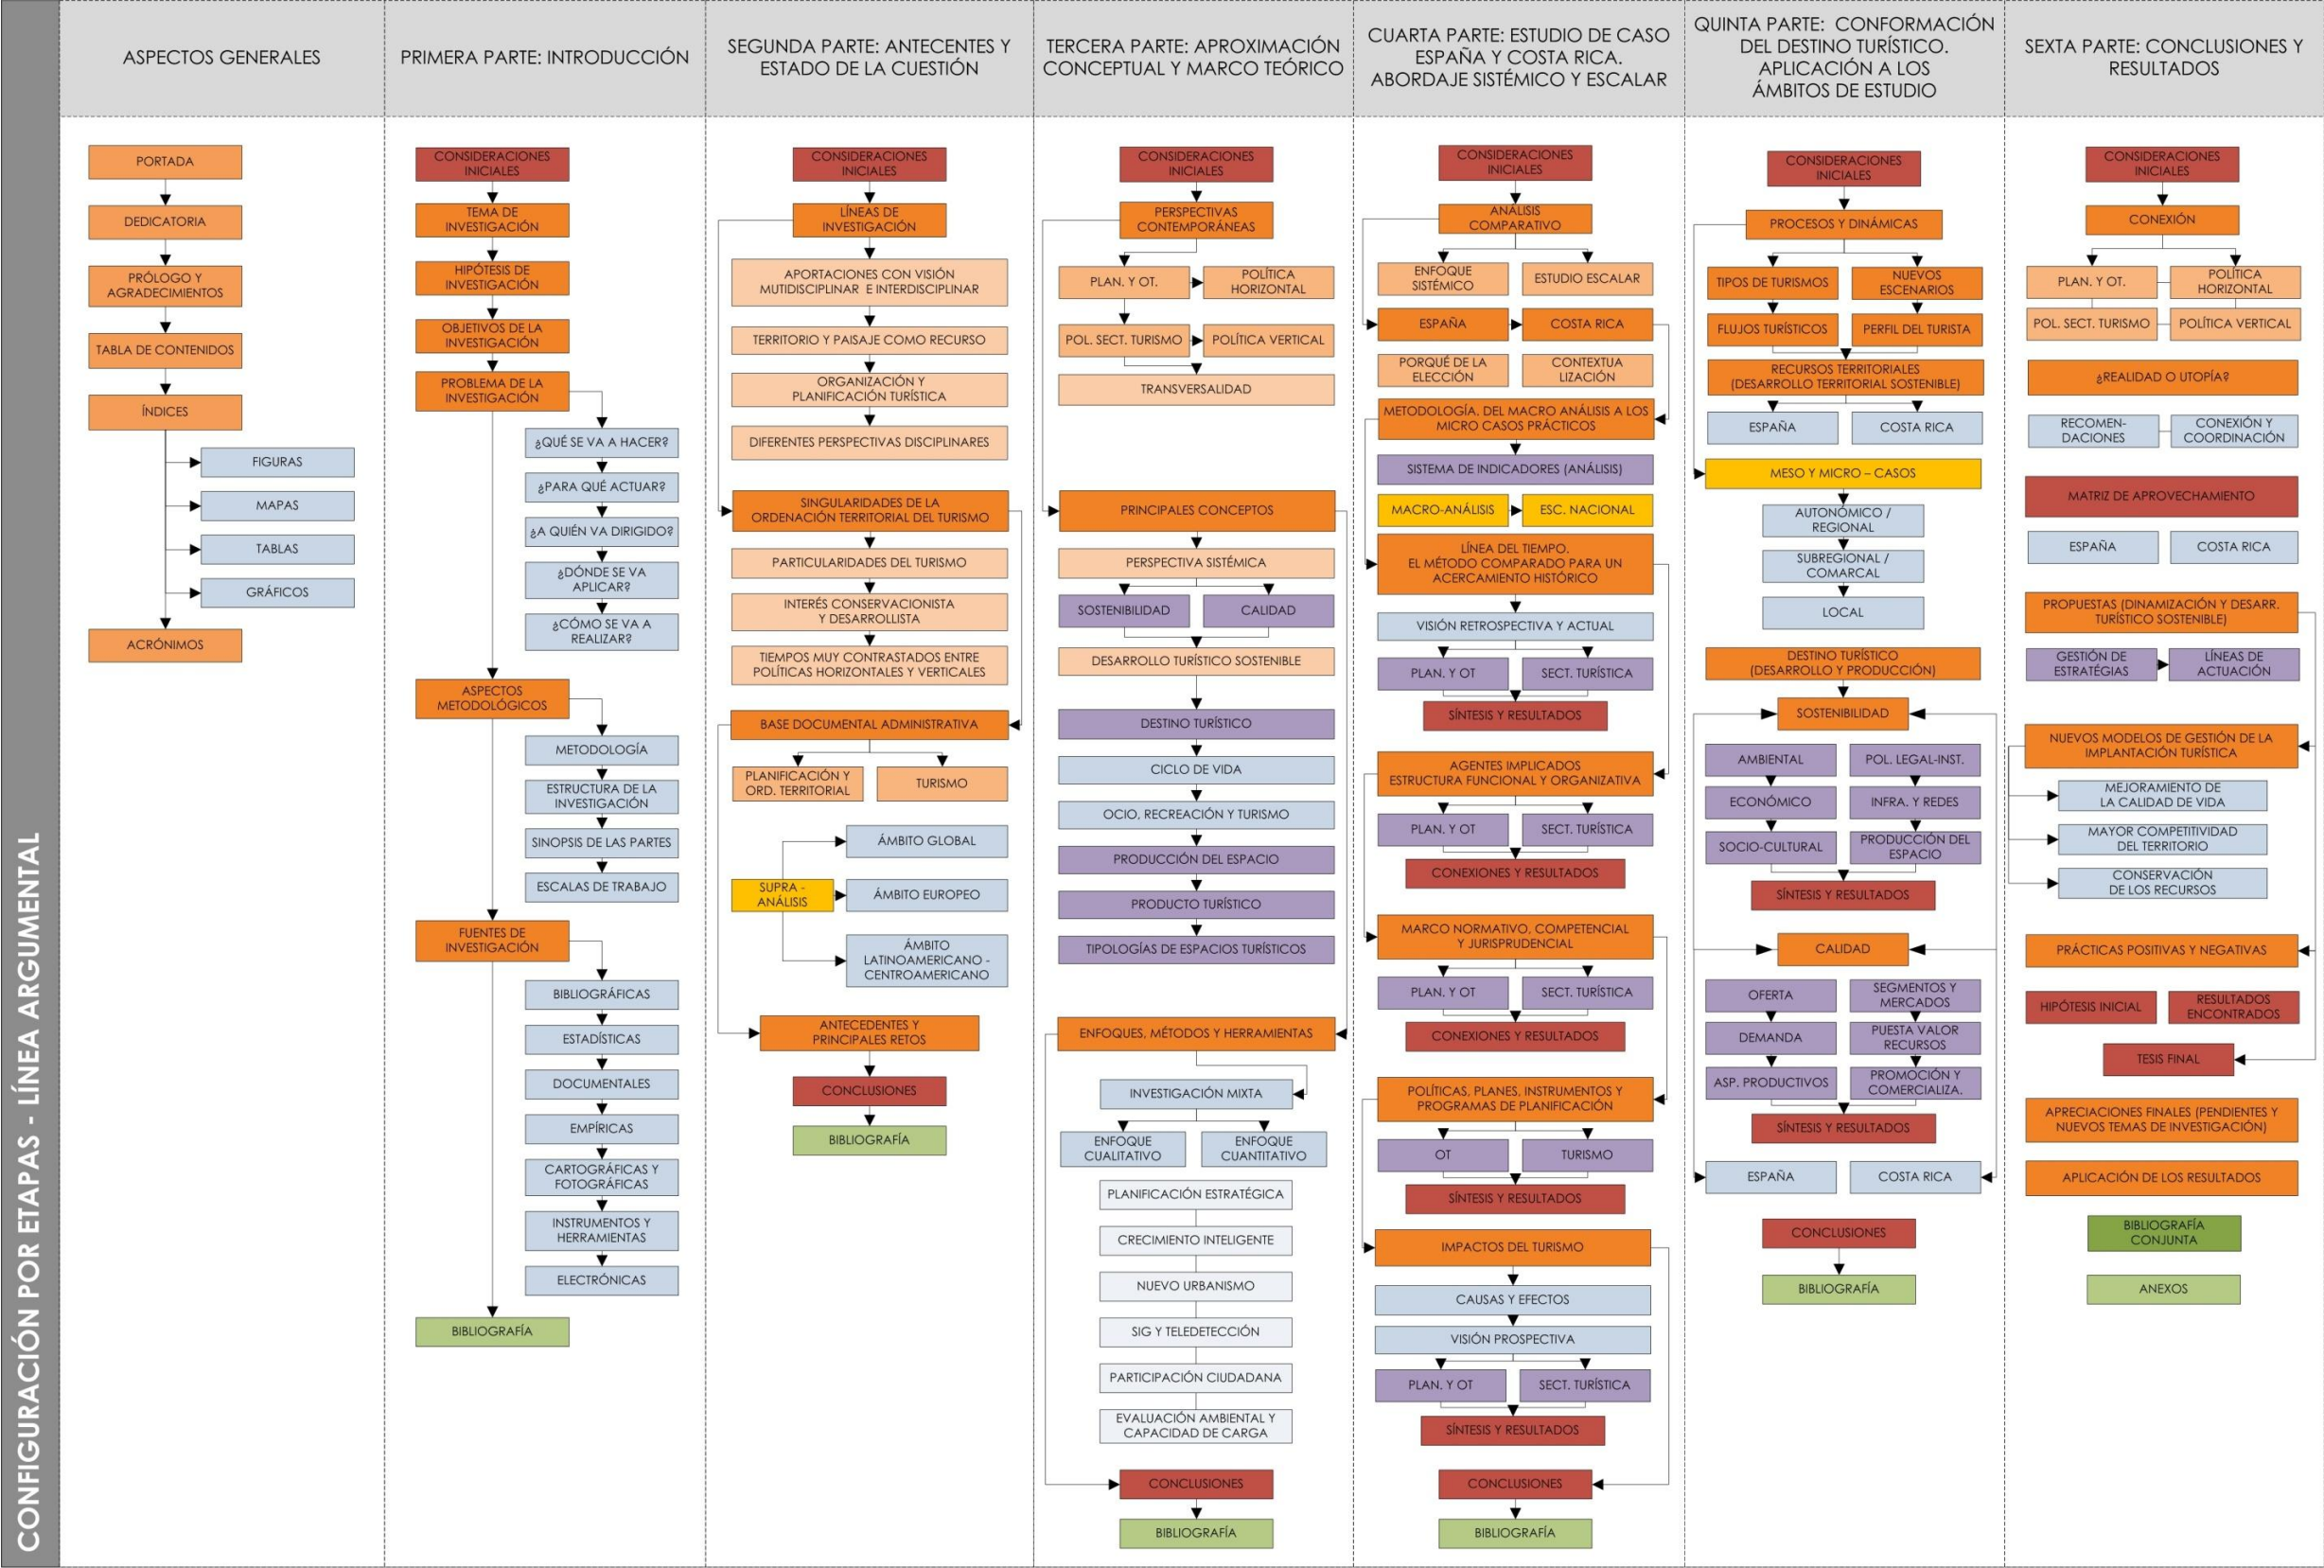 CONFIGURACIÓN POR ETAPAS - LÍNEA ARGUMENTAL
ASPECTOS GENERALES
PORTADA
DEDICATORIA
PRÓLOGO Y
AGRADECIMIENTOS
TABLA DE CONTENIDOS
ÍNDICES
FIGURAS
MAPAS
TABLAS
GRÁFICOS
ACRÓNIMOS
PRIMERA PARTE: INTRODUCCIÓN
CONSIDERACIONES
INICIALES
TEMA DE
INVESTIGACIÓN
HIPÓTESIS DE
INVESTIGACIÓN
OBJETIVOS DE LA
INVESTIGACIÓN
PROBLEMA DE LA
INVESTIGACIÓN
¿QUÉ SE VA A HACER?
¿PARA QUÉ ACTUAR?
¿A QUIÉN VA DIRIGIDO?
¿DÓNDE SE VA
APLICAR?
¿CÓMO SE VA A
REALIZAR?
ASPECTOS
METODOLÓGICOS
METODOLOGÍA
ESTRUCTURA DE LA
INVESTIGACIÓN
SINOPSIS DE LAS PARTES
ESCALAS DE TRABAJO
FUENTES DE
INVESTIGACIÓN
BIBLIOGRÁFICAS
ESTADÍSTICAS
DOCUMENTALES
EMPÍRICAS
CARTOGRÁFICAS Y
FOTOGRÁFICAS
INSTRUMENTOS Y
HERRAMIENTAS
ELECTRÓNICAS
BIBLIOGRAFÍA
SEGUNDA PARTE: ANTECENTES Y
ESTADO DE LA CUESTIÓN
CONSIDERACIONES
INICIALES
LÍNEAS DE
INVESTIGACIÓN
APORTACIONES CON VISIÓN
MUTIDISCIPLINAR E INTERDISCIPLINAR
TERRITORIO Y PAISAJE COMO RECURSO
ORGANIZACIÓN Y
PLANIFICACIÓN TURÍSTICA
DIFERENTES PERSPECTIVAS DISCIPLINARES
SINGULARIDADES DE LA
ORDENACIÓN TERRITORIAL DEL TURISMO
PARTICULARIDADES DEL TURISMO
INTERÉS CONSERVACIONISTA
Y DESARROLLISTA
TIEMPOS MUY CONTRASTADOS ENTRE
POLÍTICAS HORIZONTALES Y VERTICALES
BASE DOCUMENTAL ADMINISTRATIVA
PLANIFICACIÓN Y
ORD. TERRITORIAL
TURISMO
SUPRA -
ANÁLISIS
ÁMBITO GLOBAL
ÁMBITO EUROPEO
ÁMBITO
LATINOAMERICANO -
CENTROAMERICANO
ANTECEDENTES Y
PRINCIPALES RETOS
CONCLUSIONES
BIBLIOGRAFÍA
TERCERA PARTE: APROXIMACIÓN
CONCEPTUAL Y MARCO TEÓRICO
CONSIDERACIONES
INICIALES
PERSPECTIVAS
CONTEMPORÁNEAS
PLAN. Y OT.
POLÍTICA
HORIZONTAL
POL. SECT. TURISMO
POLÍTICA VERTICAL
TRANSVERSALIDAD
PRINCIPALES CONCEPTOS
PERSPECTIVA SISTÉMICA
SOSTENIBILIDAD
CALIDAD
DESARROLLO TURÍSTICO SOSTENIBLE
DESTINO TURÍSTICO
CICLO DE VIDA
OCIO, RECREACIÓN Y TURISMO
PRODUCCIÓN DEL ESPACIO
PRODUCTO TURÍSTICO
TIPOLOGÍAS DE ESPACIOS TURÍSTICOS
ENFOQUES, MÉTODOS Y HERRAMIENTAS
INVESTIGACIÓN MIXTA
ENFOQUE
CUALITATIVO
ENFOQUE
CUANTITATIVO
PLANIFICACIÓN ESTRATÉGICA
CRECIMIENTO INTELIGENTE
NUEVO URBANISMO
SIG Y TELEDETECCIÓN
PARTICIPACIÓN CIUDADANA
EVALUACIÓN AMBIENTAL Y
CAPACIDAD DE CARGA
CONCLUSIONES
BIBLIOGRAFÍA
CUARTA PARTE: ESTUDIO DE CASO
ESPAÑA Y COSTA RICA.
ABORDAJE SISTÉMICO Y ESCALAR
CONSIDERACIONES
INICIALES
ANÁLISIS
COMPARATIVO
ENFOQUE
SISTÉMICO
ESTUDIO ESCALAR
ESPAÑA
COSTA RICA
PORQUÉ DE LA
ELECCIÓN
CONTEXTUA
LIZACIÓN
METODOLOGÍA. DEL MACRO ANÁLISIS A LOS
MICRO CASOS PRÁCTICOS
SISTEMA DE INDICADORES (ANÁLISIS)
MACRO-ANÁLISIS
ESC. NACIONAL
LÍNEA DEL TIEMPO.
EL MÉTODO COMPARADO PARA UN
ACERCAMIENTO HISTÓRICO
VISIÓN RETROSPECTIVA Y ACTUAL
PLAN. Y OT
SECT. TURÍSTICA
SÍNTESIS Y RESULTADOS
AGENTES IMPLICADOS
ESTRUCTURA FUNCIONAL Y ORGANIZATIVA
PLAN. Y OT
SECT. TURÍSTICA
CONEXIONES Y RESULTADOS
MARCO NORMATIVO, COMPETENCIAL
Y JURISPRUDENCIAL
PLAN. Y OT
SECT. TURÍSTICA
CONEXIONES Y RESULTADOS
POLÍTICAS, PLANES, INSTRUMENTOS Y
PROGRAMAS DE PLANIFICACIÓN
OT
TURISMO
SÍNTESIS Y RESULTADOS
IMPACTOS DEL TURISMO
CAUSAS Y EFECTOS
VISIÓN PROSPECTIVA
PLAN. Y OT
SECT. TURÍSTICA
SÍNTESIS Y RESULTADOS
CONCLUSIONES
BIBLIOGRAFÍA
QUINTA PARTE: CONFORMACIÓN
DEL DESTINO TURÍSTICO.
APLICACIÓN A LOS
ÁMBITOS DE ESTUDIO
CONSIDERACIONES
INICIALES
PROCESOS Y DINÁMICAS
TIPOS DE TURISMOS
NUEVOS
ESCENARIOS
FLUJOS TURÍSTICOS
PERFIL DEL TURISTA
RECURSOS TERRITORIALES
(DESARROLLO TERRITORIAL SOSTENIBLE)
ESPAÑA
COSTA RICA
MESO Y MICRO – CASOS
AUTONÓMICO /
REGIONAL
SUBREGIONAL /
COMARCAL
LOCAL
DESTINO TURÍSTICO
(DESARROLLO Y PRODUCCIÓN)
SOSTENIBILIDAD
AMBIENTAL
POL. LEGAL-INST.
ECONÓMICO
INFRA. Y REDES
SOCIO-CULTURAL
PRODUCCIÓN DEL
ESPACIO
SÍNTESIS Y RESULTADOS
CALIDAD
OFERTA
SEGMENTOS Y
MERCADOS
DEMANDA
PUESTA VALOR
RECURSOS
ASP. PRODUCTIVOS
PROMOCIÓN Y
COMERCIALIZA.
SÍNTESIS Y RESULTADOS
ESPAÑA
COSTA RICA
CONCLUSIONES
BIBLIOGRAFÍA
SEXTA PARTE: CONCLUSIONES Y
RESULTADOS
CONSIDERACIONES
INICIALES
CONEXIÓN
PLAN. Y OT.
POLÍTICA
HORIZONTAL
POL. SECT. TURISMO
POLÍTICA VERTICAL
¿REALIDAD O UTOPÍA?
RECOMEN-
DACIONES
CONEXIÓN Y
COORDINACIÓN
MATRIZ DE APROVECHAMIENTO
ESPAÑA
COSTA RICA
PROPUESTAS (DINAMIZACIÓN Y DESARR.
TURÍSTICO SOSTENIBLE)
GESTIÓN DE
ESTRATÉGIAS
LÍNEAS DE
ACTUACIÓN
NUEVOS MODELOS DE GESTIÓN DE LA
IMPLANTACIÓN TURÍSTICA
MEJORAMIENTO DE
LA CALIDAD DE VIDA
MAYOR COMPETITIVIDAD
DEL TERRITORIO
CONSERVACIÓN
DE LOS RECURSOS
PRÁCTICAS POSITIVAS Y NEGATIVAS
HIPÓTESIS INICIAL
RESULTADOS
ENCONTRADOS
TESIS FINAL
APRECIACIONES FINALES (PENDIENTES Y
NUEVOS TEMAS DE INVESTIGACIÓN)
APLICACIÓN DE LOS RESULTADOS
BIBLIOGRAFÍA
CONJUNTA
ANEXOS